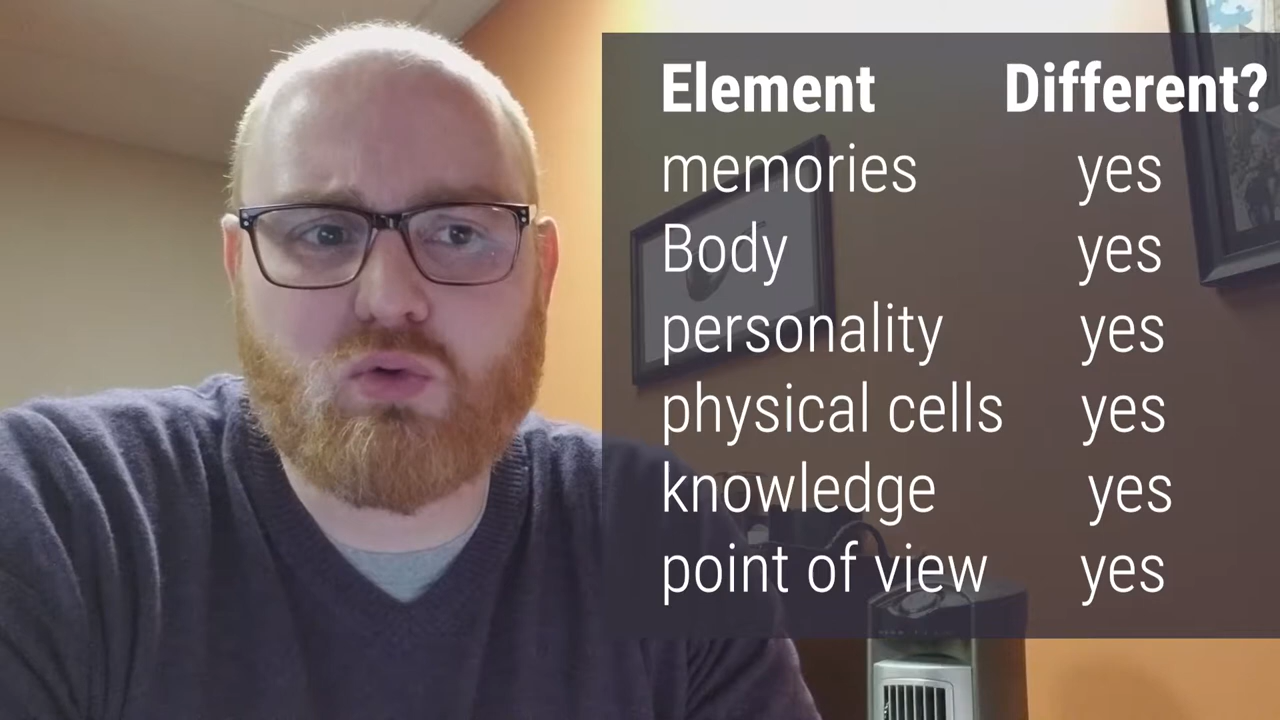 Element Different?
memories yes
Body yes
personality yes
physical cells yes
knowledge yes
point of view yes